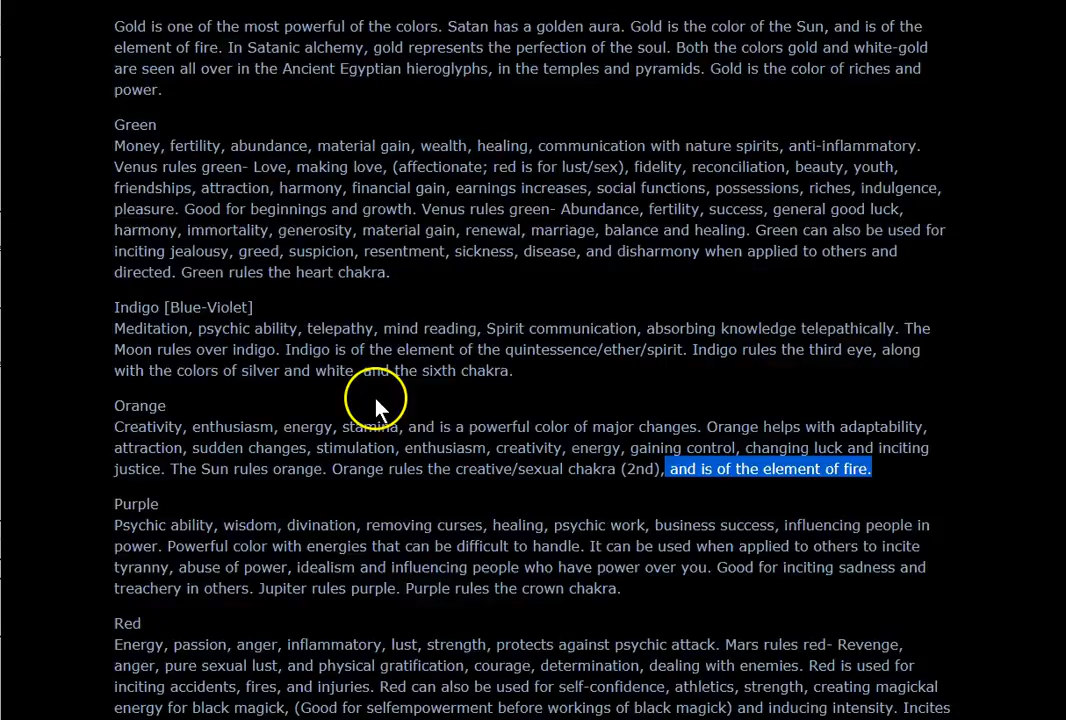 Gold is one of the most powerful of the colors. Satan has a golden aura. Gold is the color of the Sun, and is of the
element of fire. In Satanic alchemy, gold represents the perfection of the soul. Both the colors gold and white-gold
are seen all over in the Ancient Egyptian hieroglyphs, in the temples and pyramids. Gold is the color of riches and
power.
Green
Money, fertility, abundance, material gain, wealth, healing, communication with nature spirits, anti-inflammatory.
Venus rules green- Love, making love, (affectionate; red is for lust/sex), fidelity, reconciliation, beauty, youth,
friendships, attraction, harmony, financial gain, earnings increases, social functions, possessions, riches, indulgence,
pleasure. Good for beginnings and growth. Venus rules green- Abundance, fertility, success, general good luck,
harmony, immortality, generosity, material gain, renewal, marriage, balance and healing. Green can also be used for
inciting jealousy, greed, suspicion, resentment, sickness, disease, and disharmony when applied to others and
directed. Green rules the heart chakra.
Indigo [Blue-Violet]
Meditation, psychic ability, telepathy, mind reading, Spirit communication, absorbing knowledge telepathically. The
Moon rules over indigo. Indigo is of the element of the quintessence/ether/spirit. Indigo rules the third eye, along
with the colors of silver and white, and the sixth chakra.
Orange
Creativity, enthusiasm, energy, stamina, and is a powerful color of major changes. Orange helps with adaptability,
attraction, sudden changes, stimulation, enthusiasm, creativity, energy, gaining control, changing luck and inciting
justice. The Sun rules orange. Orange rules the creative/sexual chakra (2nd), and is of the element of fire.
Purple
Psychic ability, wisdom, divination, removing curses, healing, psychic work, business success, influencing people in
power. Powerful color with energies that can be difficult to handle. It can be used when applied to others to incite
tyranny, abuse of power, idealism and influencing people who have power over you. Good for inciting sadness and
treachery in others. Jupiter rules purple. Purple rules the crown chakra.
Red
Energy, passion, anger, inflammatory, lust, strength, protects against psychic attack. Mars rules red- Revenge,
anger, pure sexual lust, and physical gratification, courage, determination, dealing with enemies. Red is used for
inciting accidents, fires, and injuries. Red can also be used for self-confidence, athletics, strength, creating magickal
energy for black magick, (Good for selfempowerment before workings of black magick) and inducing intensity. Incites